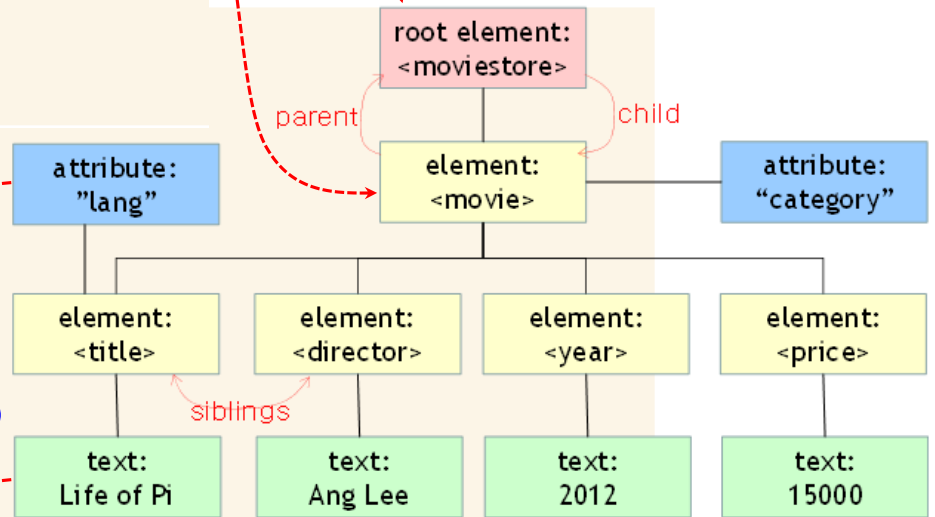 root element:
<moviestore>
parent
child
attribute:
”lang”
element:
<movie>
attribute:
“category”
element:
<title>
element:
<director>
element:
<year>
element:
<price>
siblings
text:
Life of Pi
text:
Ang Lee
text:
2012
text:
15000